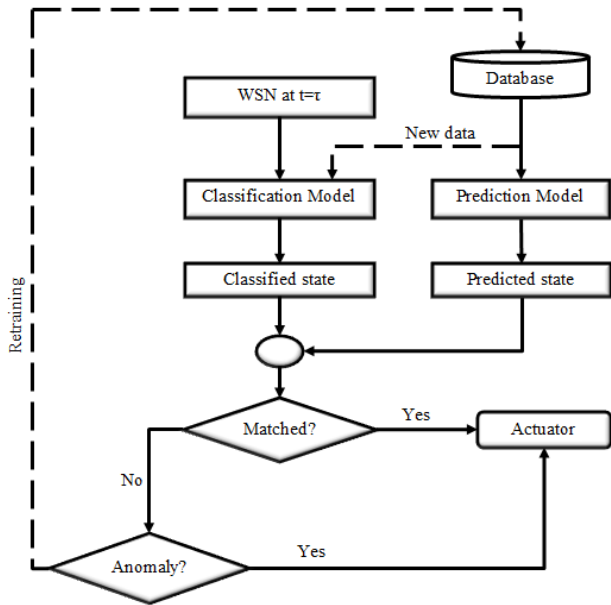 Database
WSN at t=τ
New data
Classification Model
Prediction Model
Classified state
Predicted state
Retraining
Matched?
Yes
Actuator
No
Anomaly?
Yes